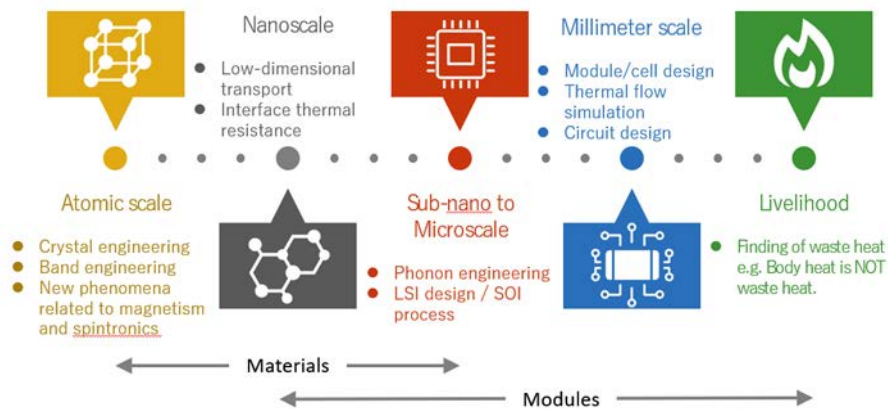 Nanoscale
Low-dimensional
transport
Interface thermal
resistance
Millimeter scale
Module/cell design
Thermal flow
simulation
Circuit design
Atomic scale
Crystal engineering
Band engineering
New phenomena
related to magnetism
and spintronics
Sub-nano to
Microscale
Phonon engineering
LSI design / SOI
process
Livelihood
Finding of waste heat
e.g. Body heat is NOT
waste heat.
Materials
Modules